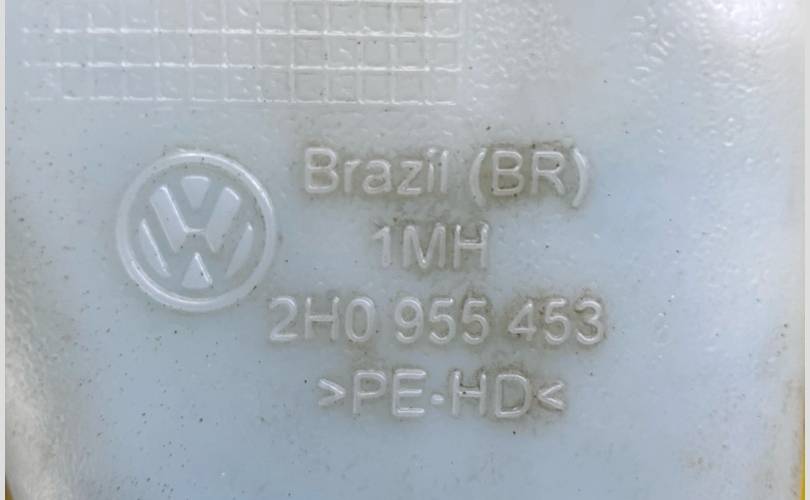 Brazil (BR)
1MH
2H0 955 453
>PE-HD<